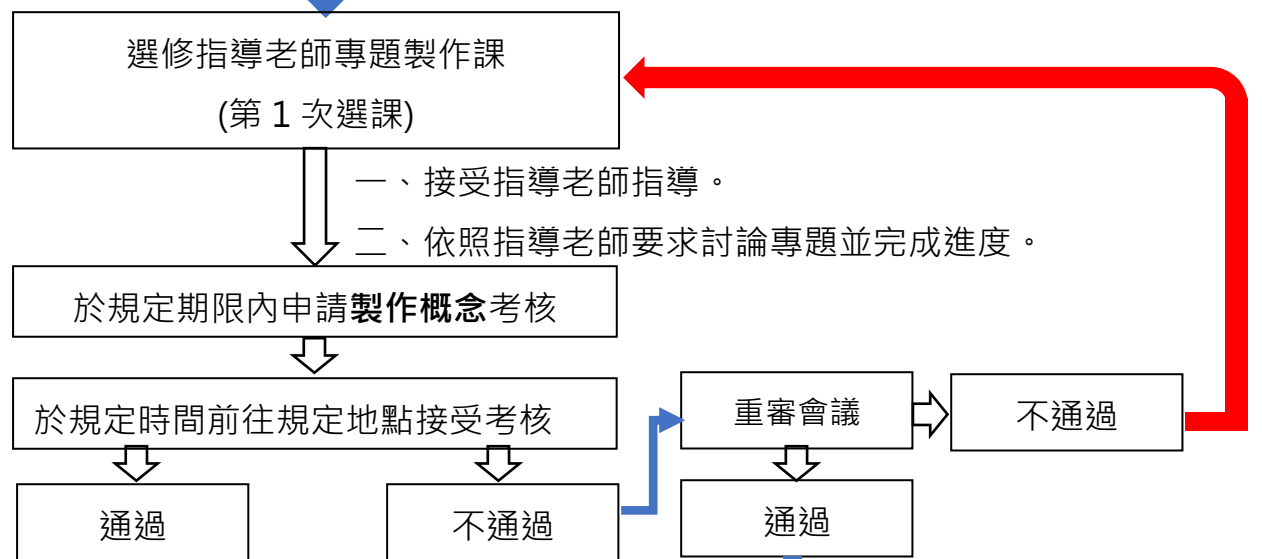 選修指導老師專題製作課
(第 1 次選課)
一、接受指導老師指導。
二、依照指導老師要求討論專題並完成進度。
於規定期限內申請製作概念考核
於規定時間前往規定地點接受考核
重審會議
不通過
通過
不通過
通過